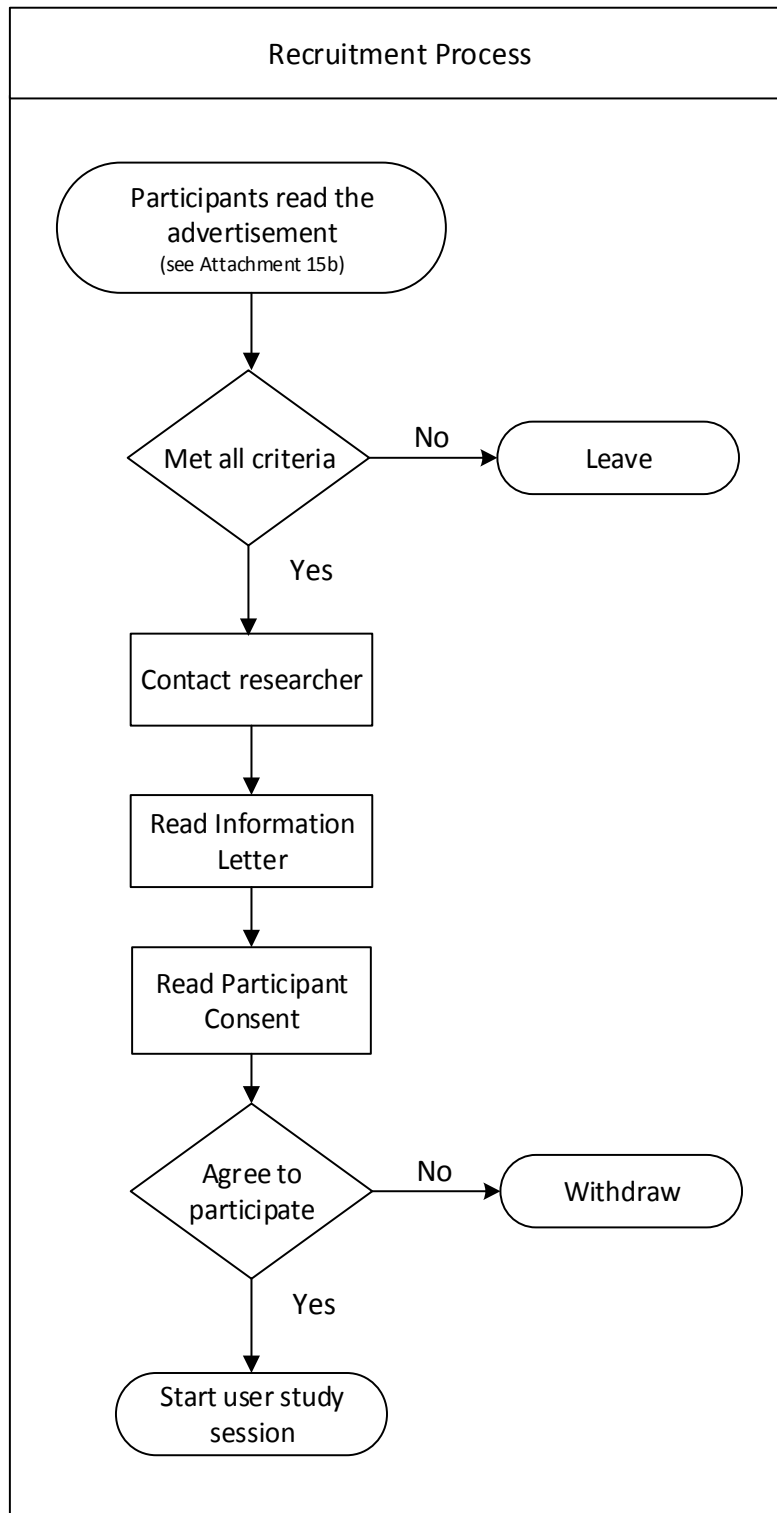 Recruitment Process
Participants read the
advertisement
(see Attachment 15b)
Met all criteria
No
Leave
Yes
Contact researcher
Read Information
Letter
Read Participant
Consent
Agree to
participate
No
Withdraw
Yes
Start user study
session